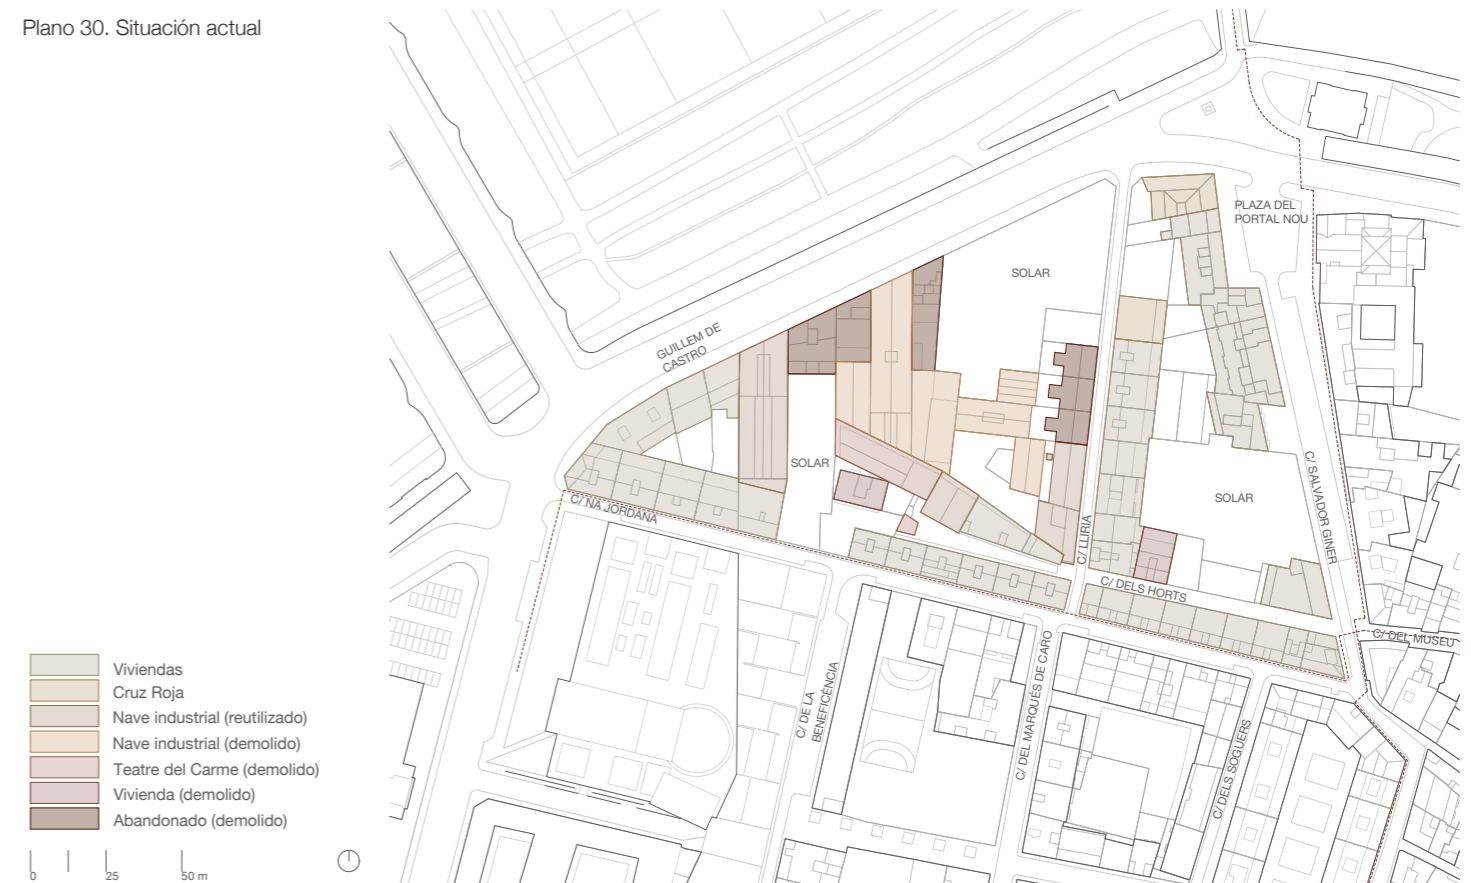 Plano 30. Situación actual
PLAZA DEL
PORTAL NOU
SOLAR
GUILLEM DE
CASTRO
SOLAR
SOLAR
C/ SALVADOR GINER
C/ NA JORDANA
C/ LLIRIA
C/ DELS HORTS
C/ DEL MUSEU
C/ DE LA
BENEFICÈNCIA
C/ DEL MARQUÉS DE CARO
C/ DELS SOGUERS
Viviendas
Cruz Roja
Nave industrial (reutilizado)
Nave industrial (demolido)
Teatre del Carme (demolido)
Vivienda (demolido)
Abandonado (demolido)
0 25 50 m